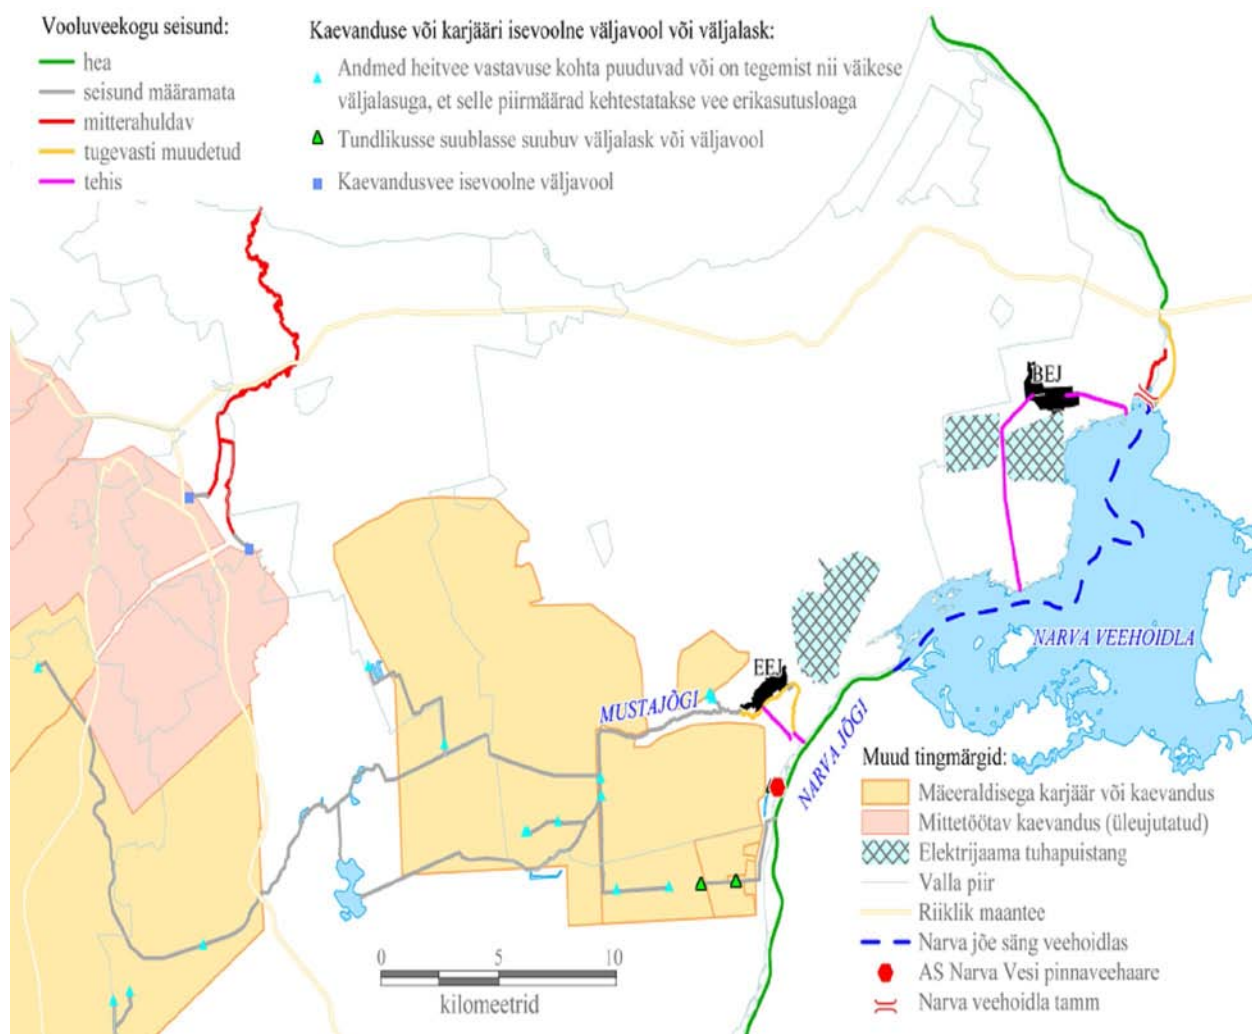 Vooluveekogu seisund:
hea
seisund määramata
mitterahuldav
tugevasti muudetud
tehis
Kaevanduse või karjääri isevoolne väljavool või väljalask:
Andmed heitvee vastavuse kohta puuduvad või on tegemist nii väikese
väljalasuga, et selle piirmäärad kehtestatakse vee erikasutusloaga
Tundlikusse suublasse suubuv väljalask või väljavool
Kaevandusvee isevoolne väljavool
BEJ
NARVA VEEHOIDLA
EEJ
MUSTAJÕGI
NARVA JÕGI
Muud tingmärgid:
Mäeeraldisega karjäär või kaevandus
Mittetöötav kaevandus (üleujutatud)
Elektrijaama tuhapuistang
Valla piir
Riiklik maantee
Narva jõe säng veehoidlas
AS Narva Vesi pinnaveehaare
Narva veehoidla tamm
0 5 10
kilomeetrid